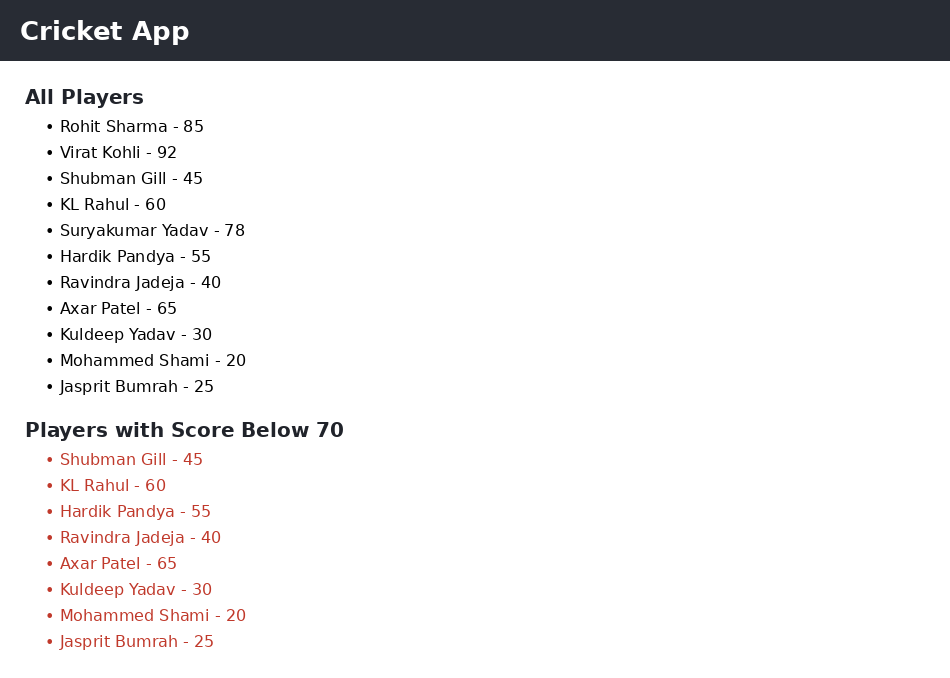 Cricket App
All Players
• Rohit Sharma - 85
• Virat Kohli - 92
• Shubman Gill - 45
• KL Rahul - 60
• Suryakumar Yadav - 78
• Hardik Pandya - 55
• Ravindra Jadeja - 40
• Axar Patel - 65
• Kuldeep Yadav - 30
• Mohammed Shami - 20
• Jasprit Bumrah - 25
Players with Score Below 70
• Shubman Gill - 45
• KL Rahul - 60
• Hardik Pandya - 55
• Ravindra Jadeja - 40
• Axar Patel - 65
• Kuldeep Yadav - 30
• Mohammed Shami - 20
• Jasprit Bumrah - 25